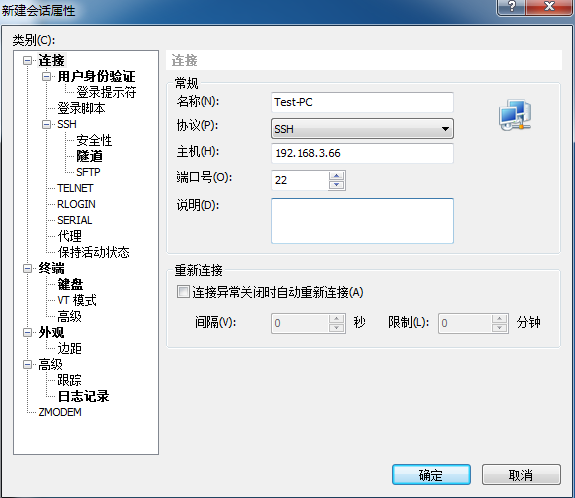 新建会话属性
类别(C):
连接
用户身份验证
登录提示符
登录脚本
SSH
安全性
隧道
SFTP
TELNET
RLOGIN
SERIAL
代理
保持活动状态
终端
键盘
VT 模式
高级
外观
边距
高级
跟踪
日志记录
ZMODEM
连接
常规
名称(N): Test-PC
协议(P): SSH
主机(H): 192.168.3.66
端口号(O): 22
说明(D):
重新连接
连接异常关闭时自动重新连接(A)
间隔(V): 0 秒 限制(L): 0 分钟
确定 取消